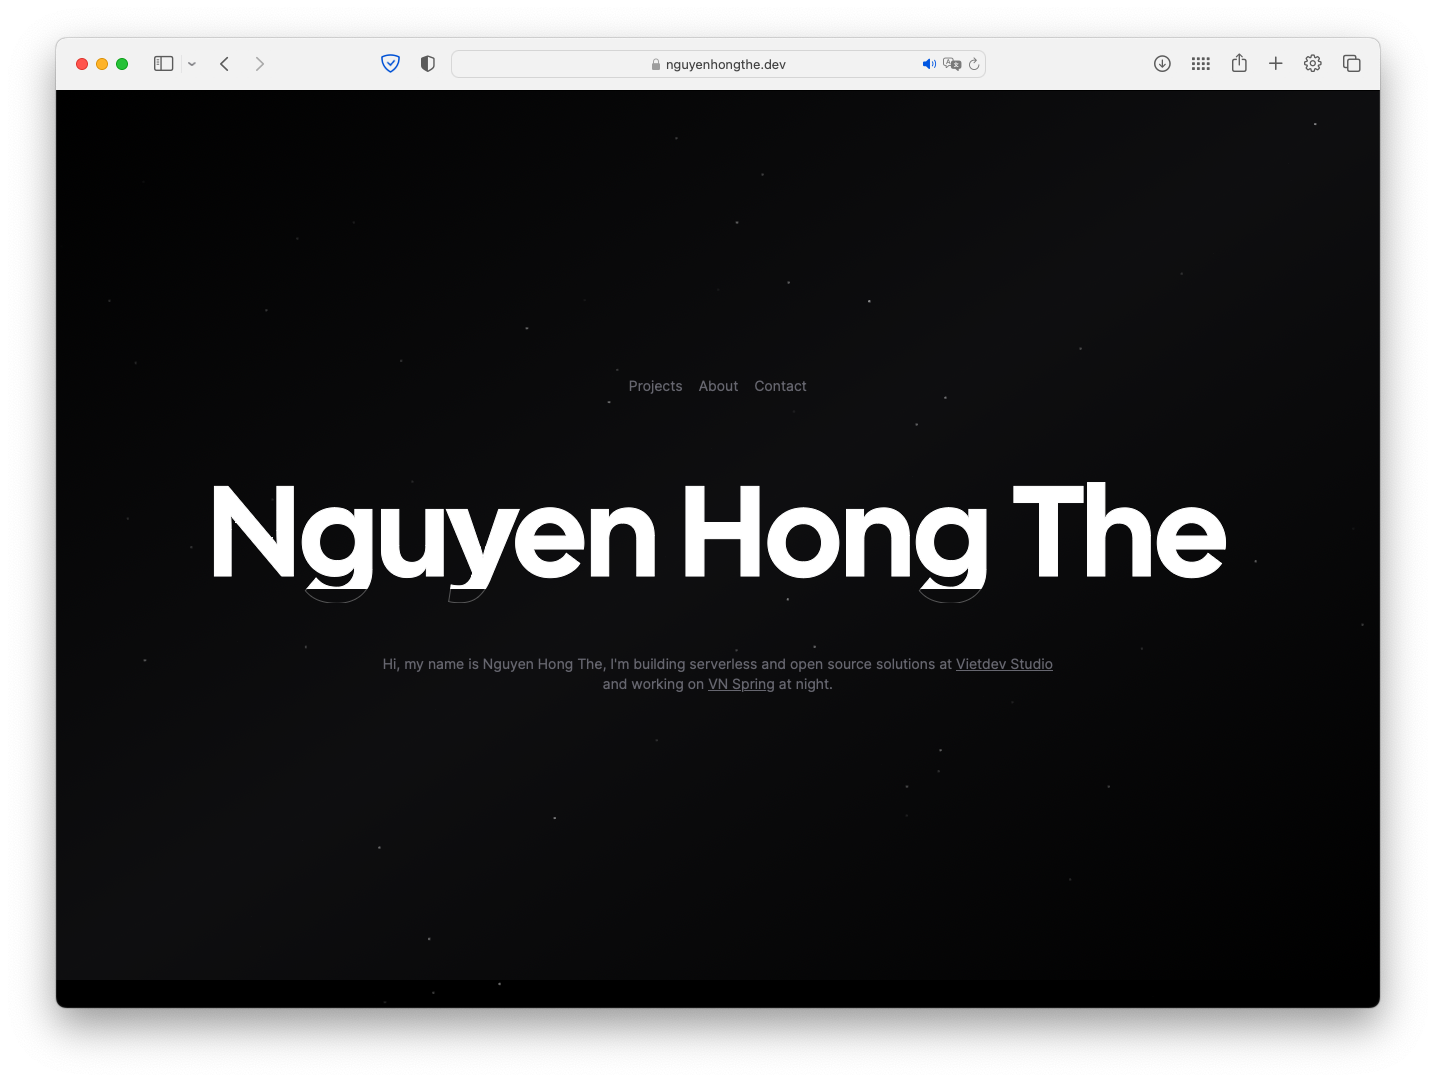 nguyenhongthe.dev
Projects About Contact
Nguyen Hong The
Hi, my name is Nguyen Hong The, I'm building serverless and open source solutions at Vietdev Studio
and working on VN Spring at night.